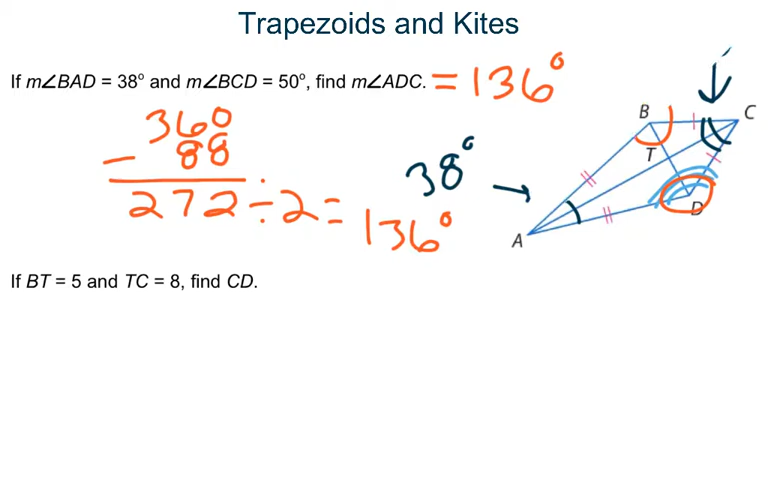 Trapezoids and Kites
If m∠BAD = 38° and m∠BCD = 50°, find m∠ADC. = 136°
360
- 88
272 ÷ 2 =
136°
38°
B
C
T
D
A
If BT = 5 and TC = 8, find CD.